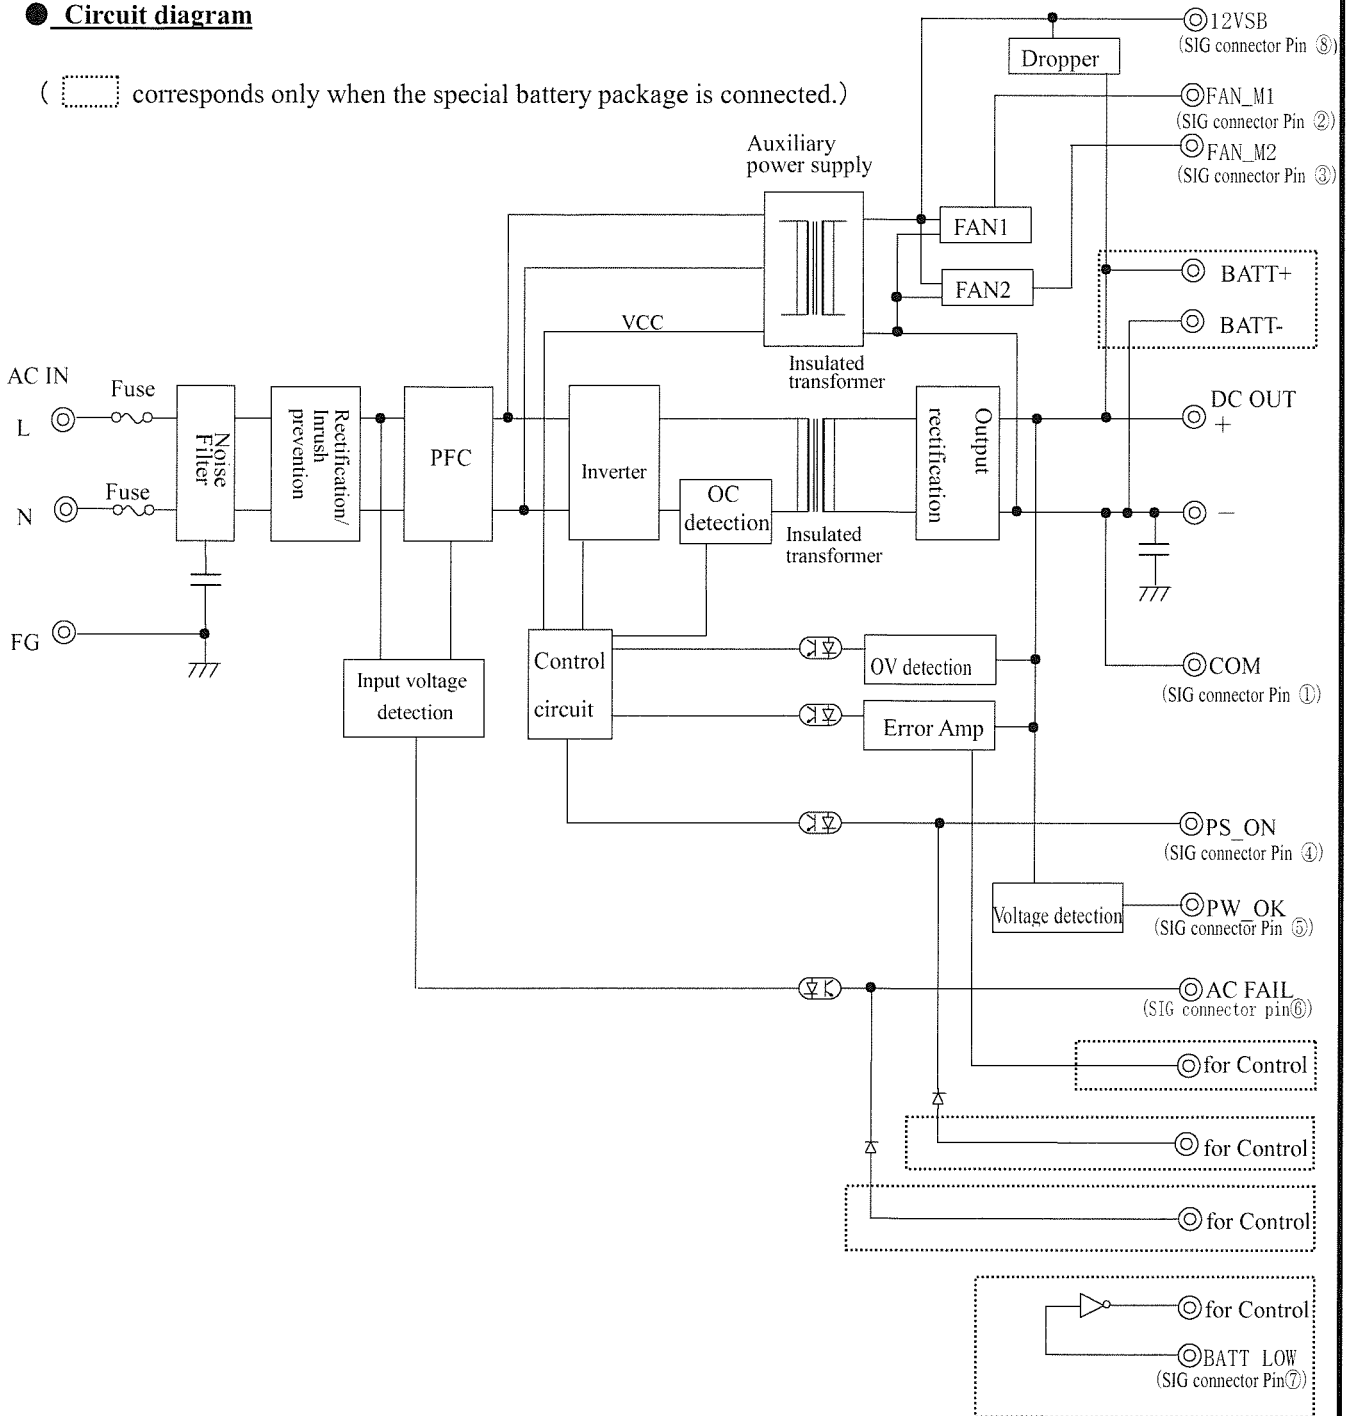 ● Circuit diagram
( corresponds only when the special battery package is connected.)
12VSB
(SIG connector Pin ⑧)
Dropper
FAN_M1
(SIG connector Pin ②)
FAN_M2
(SIG connector Pin ③)
Auxiliary
power supply
FAN1
FAN2
BATT+
BATT-
VCC
Insulated
transformer
AC IN
L
Fuse
N
Fuse
Noise
Filter
Rectification/
Inrush
prevention
PFC
Inverter
OC
detection
Insulated
transformer
Output
rectification
DC OUT
+
−
FG
Input voltage
detection
Control
circuit
OV detection
Error Amp
COM
(SIG connector Pin ①)
PS_ON
(SIG connector Pin ④)
Voltage detection
PW_OK
(SIG connector Pin ⑤)
AC FAIL
(SIG connector pin⑥)
for Control
for Control
for Control
for Control
BATT LOW
(SIG connector Pin⑦)